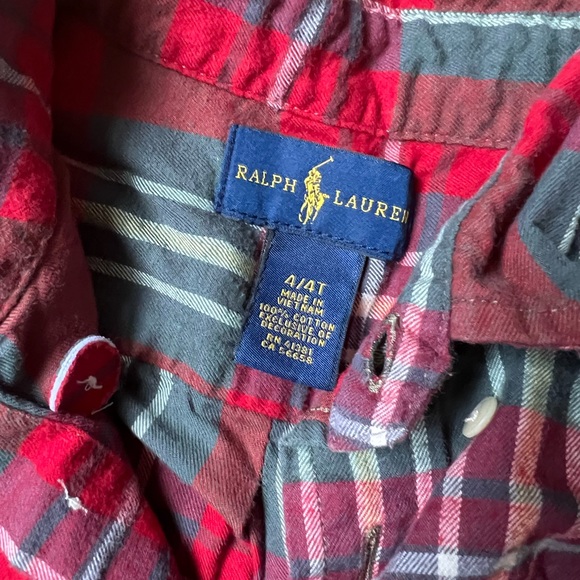 RALPH LAUREN
4/4T
MADE IN
VIETNAM
100% COTTON
EXCLUSIVE OF
DECORATION
RN 41381
CA 56658